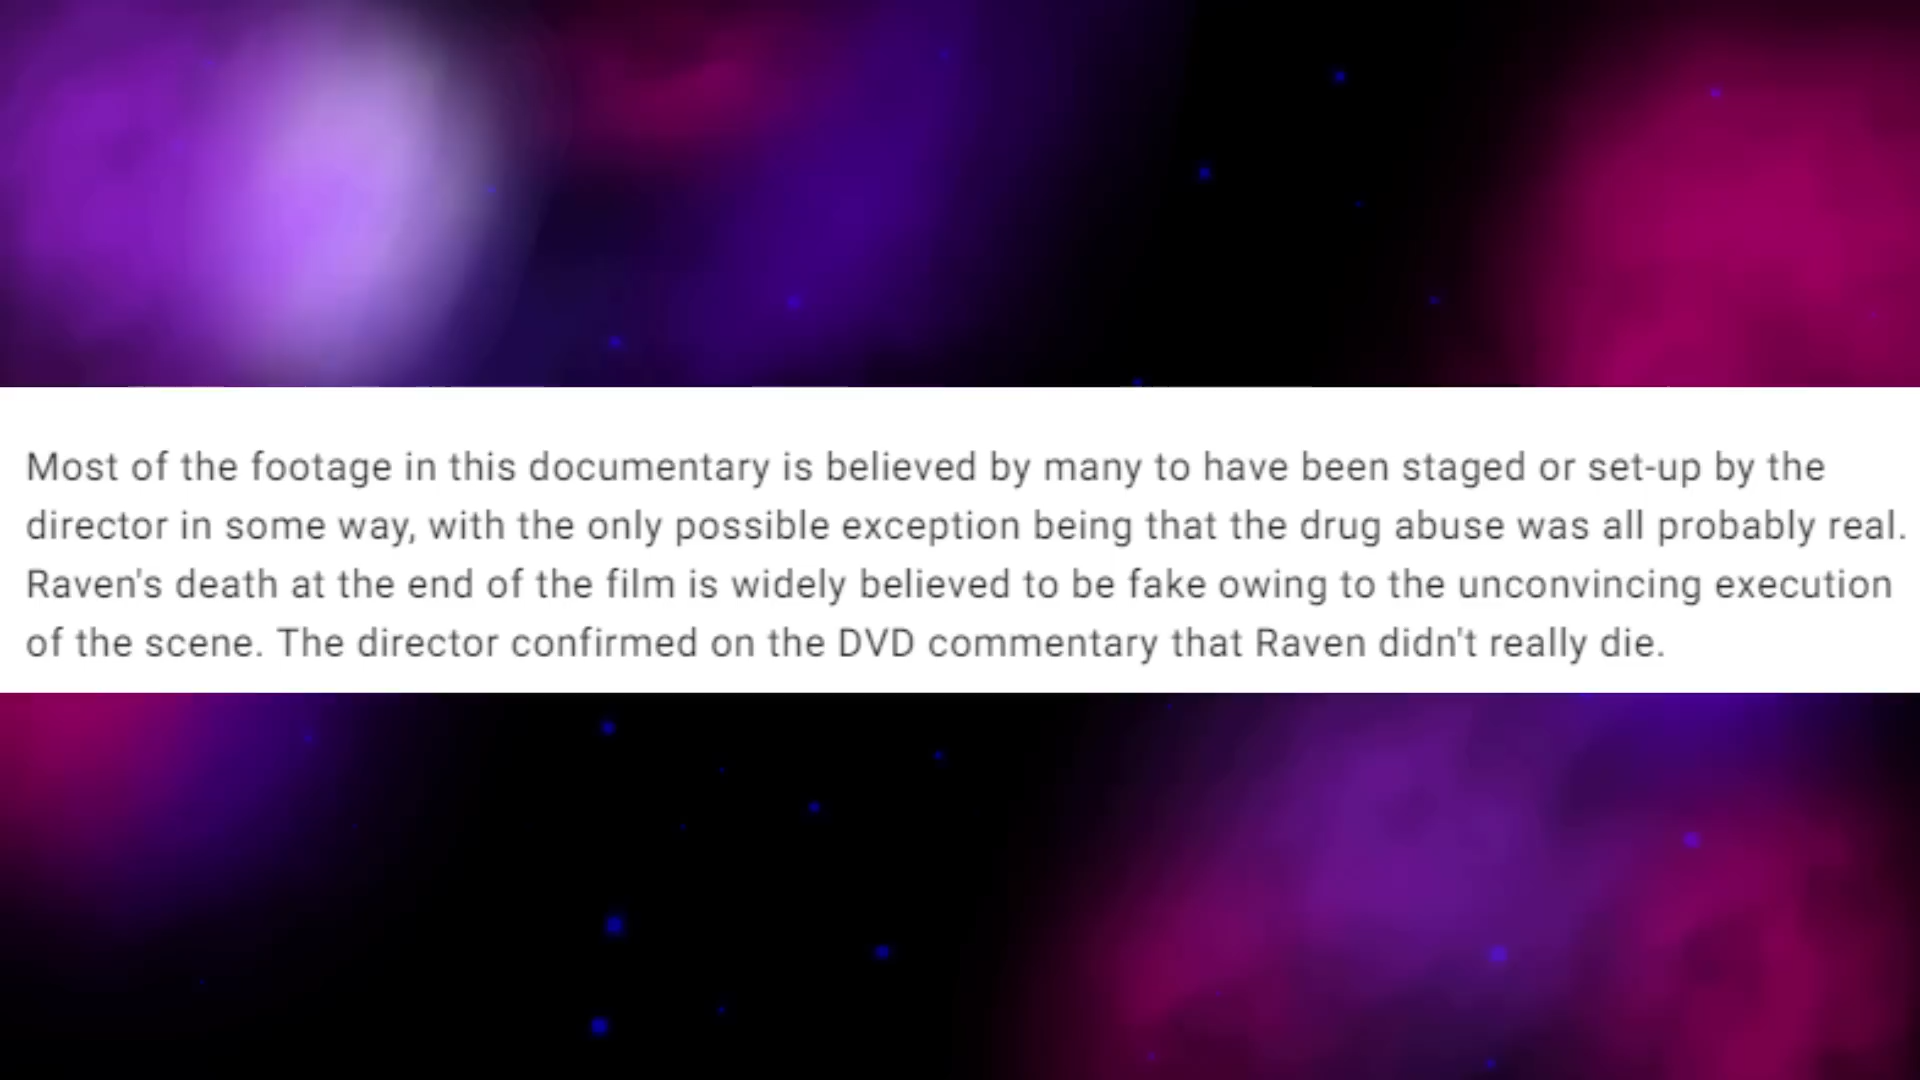 Most of the footage in this documentary is believed by many to have been staged or set-up by the
director in some way, with the only possible exception being that the drug abuse was all probably real.
Raven's death at the end of the film is widely believed to be fake owing to the unconvincing execution
of the scene. The director confirmed on the DVD commentary that Raven didn't really die.